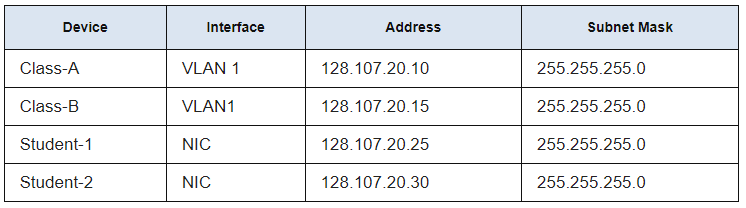 Device Interface Address Subnet Mask
Class-A VLAN 1 128.107.20.10 255.255.255.0
Class-B VLAN1 128.107.20.15 255.255.255.0
Student-1 NIC 128.107.20.25 255.255.255.0
Student-2 NIC 128.107.20.30 255.255.255.0